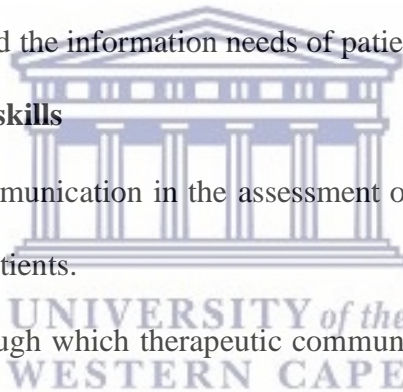 d the information needs of patie
skills
munication in the assessment o
tients.
UNIVERSITY of the
ugh which therapeutic commun
WESTERN CAPE